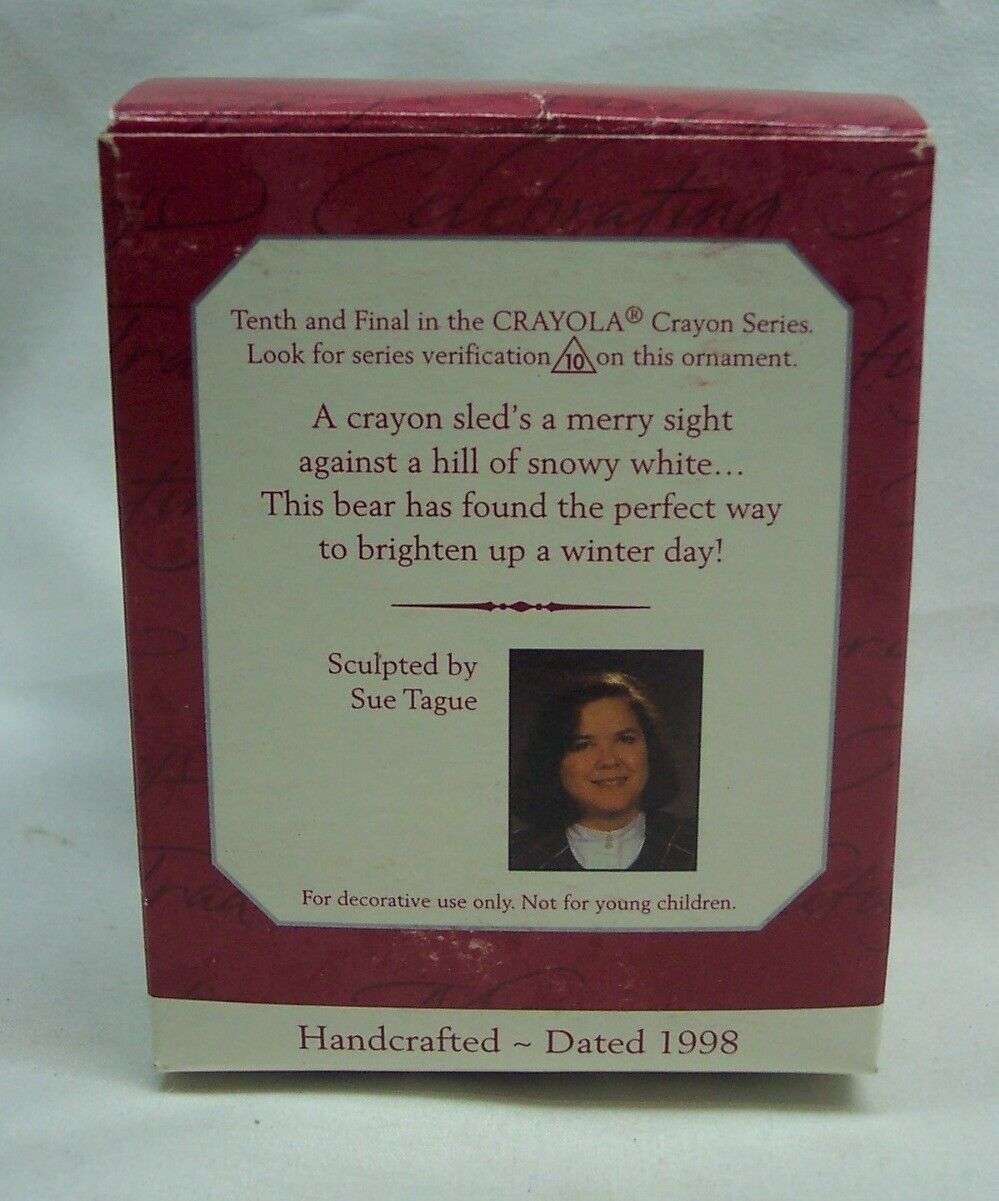 Celebrating
Tenth and Final in the CRAYOLA® Crayon Series.
Look for series verification 10 on this ornament.
A crayon sled's a merry sight
against a hill of snowy white...
This bear has found the perfect way
to brighten up a winter day!
Sculpted by
Sue Tague
For decorative use only. Not for young children.
Handcrafted ~ Dated 1998